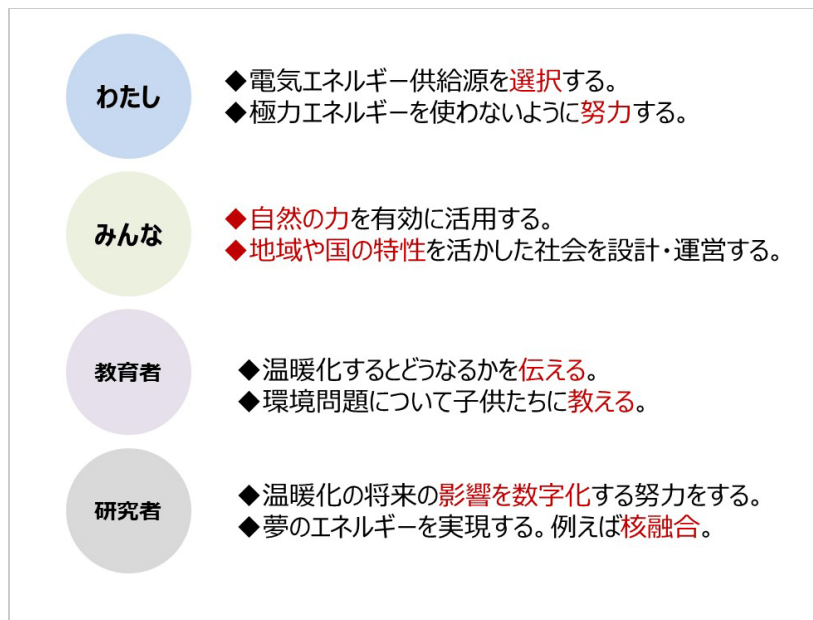 わたし
◆電気エネルギー供給源を選択する。
◆極力エネルギーを使わないように努力する。
みんな
◆自然の力を有効に活用する。
◆地域や国の特性を活かした社会を設計・運営する。
教育者
◆温暖化するとどうなるかを伝える。
◆環境問題について子供たちに教える。
研究者
◆温暖化の将来の影響を数字化する努力をする。
◆夢のエネルギーを実現する。例えば核融合。